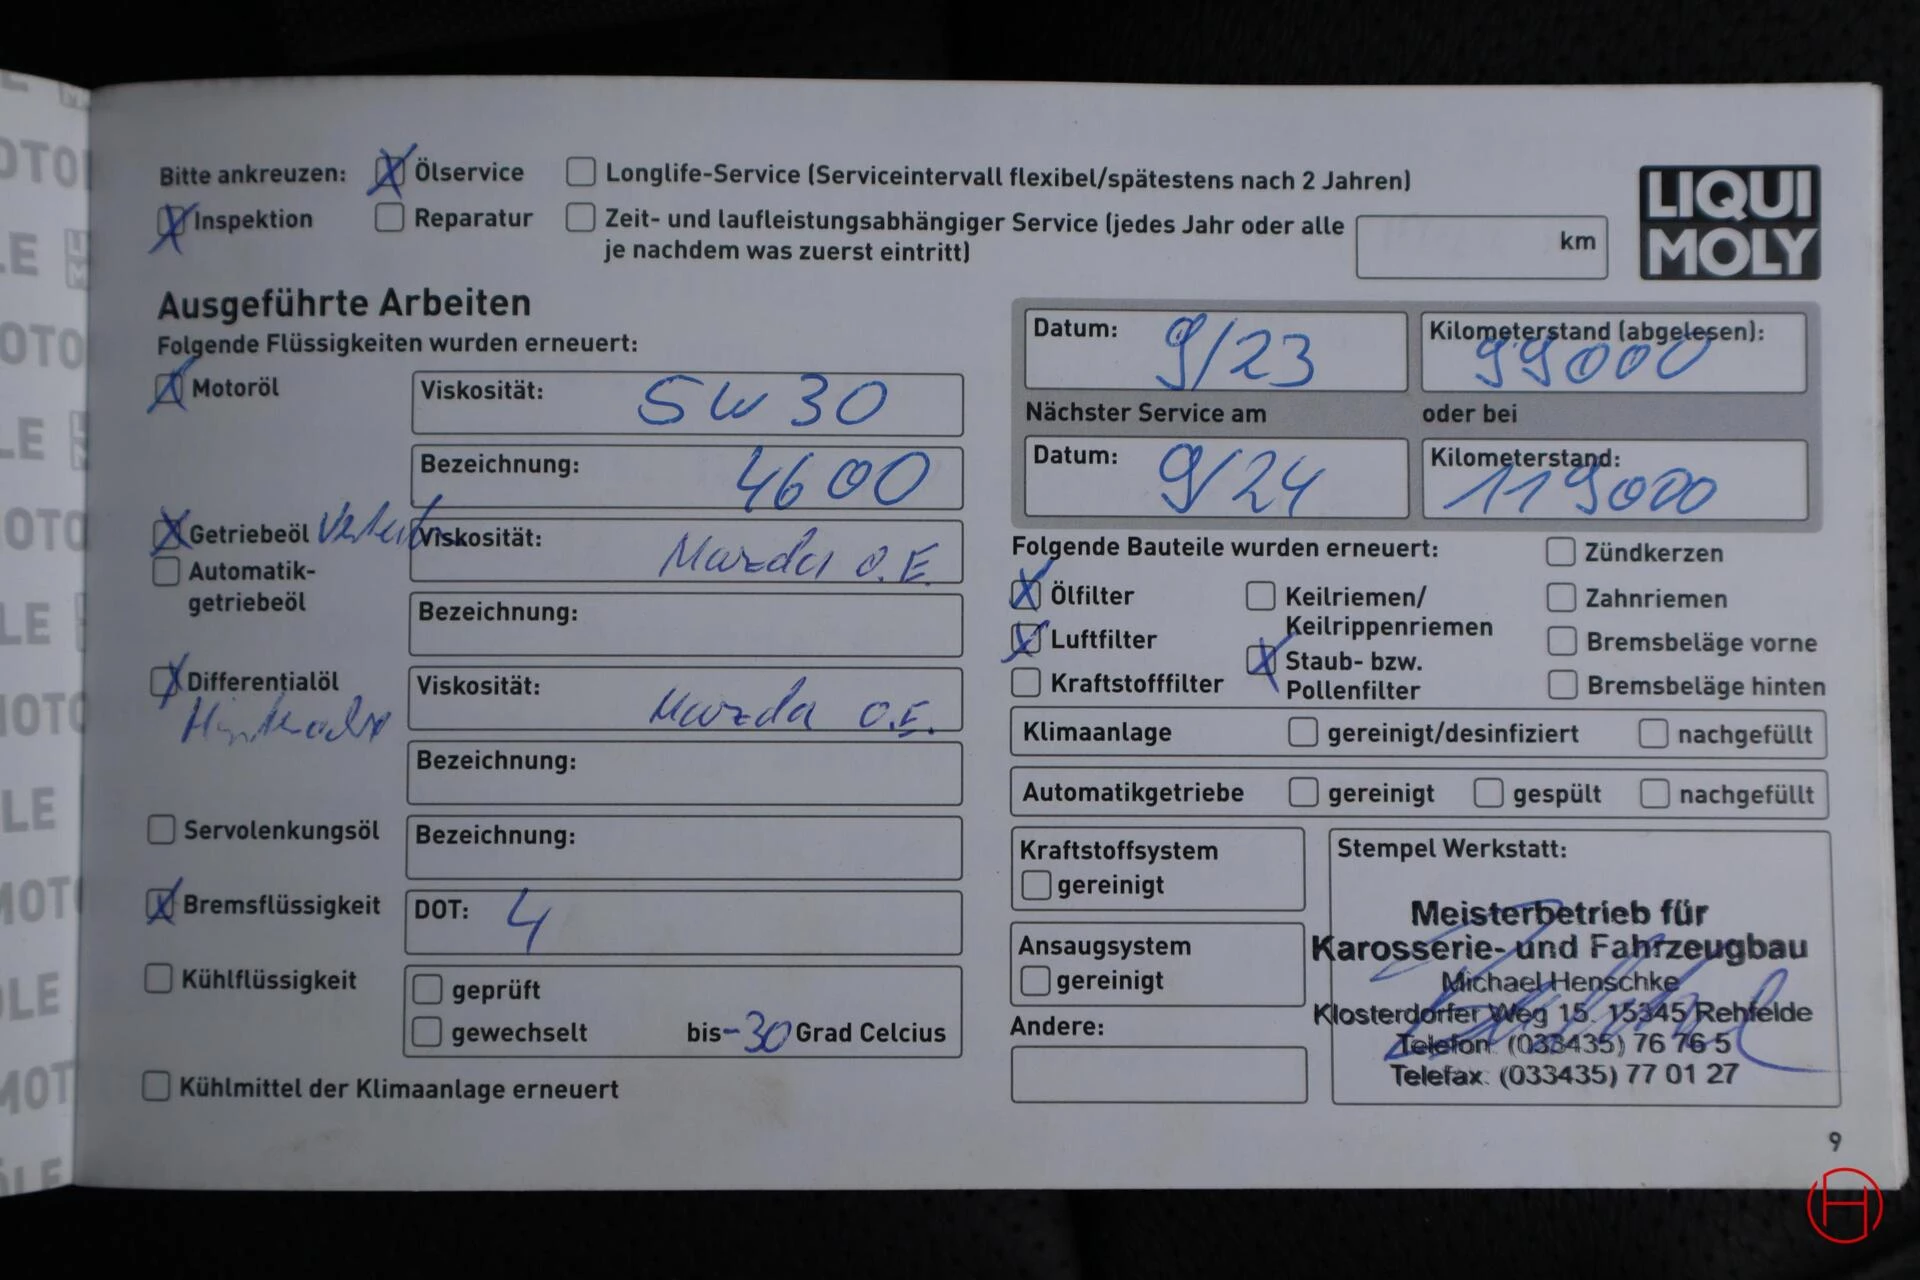 Bitte ankreuzen: Ölservice Longlife-Service (Serviceintervall flexibel/spätestens nach 2 Jahren)
Inspektion Reparatur Zeit- und laufleistungsabhängiger Service (jedes Jahr oder alle km
je nachdem was zuerst eintritt)
LIQUI
MOLY
Ausgeführte Arbeiten
Folgende Flüssigkeiten wurden erneuert:
Motoröl Viskosität: 5W30
Bezeichnung: 4600
Getriebeöl Viskosität: Mazda O.E.
Automatik-
getriebeöl
Bezeichnung:
Differentialöl Viskosität: Mazda O.E.
Hinterachse
Bezeichnung:
Servolenkungsöl Bezeichnung:
Bremsflüssigkeit DOT: 4
Kühlflüssigkeit geprüft
gewechselt bis -30 Grad Celcius
Kühlmittel der Klimaanlage erneuert
Datum: 9/23 Kilometerstand (abgelesen): 99000
Nächster Service am oder bei
Datum: 9/24 Kilometerstand: 119000
Folgende Bauteile wurden erneuert: Zündkerzen
Ölfilter Keilriemen/ Zahnriemen
Keilrippenriemen
Luftfilter Bremsbeläge vorne
Staub- bzw.
Pollenfilter
Kraftstofffilter Bremsbeläge hinten
Klimaanlage gereinigt/desinfiziert nachgefüllt
Automatikgetriebe gereinigt gespült nachgefüllt
Kraftstoffsystem
gereinigt
Ansaugsystem
gereinigt
Andere:
Stempel Werkstatt:
Meisterbetrieb für
Karosserie- und Fahrzeugbau
Michael Henschke
Klosterdorfer Weg 15, 15345 Rehfelde
Telefon: (033435) 76 76 5
Telefax: (033435) 77 01 27
9